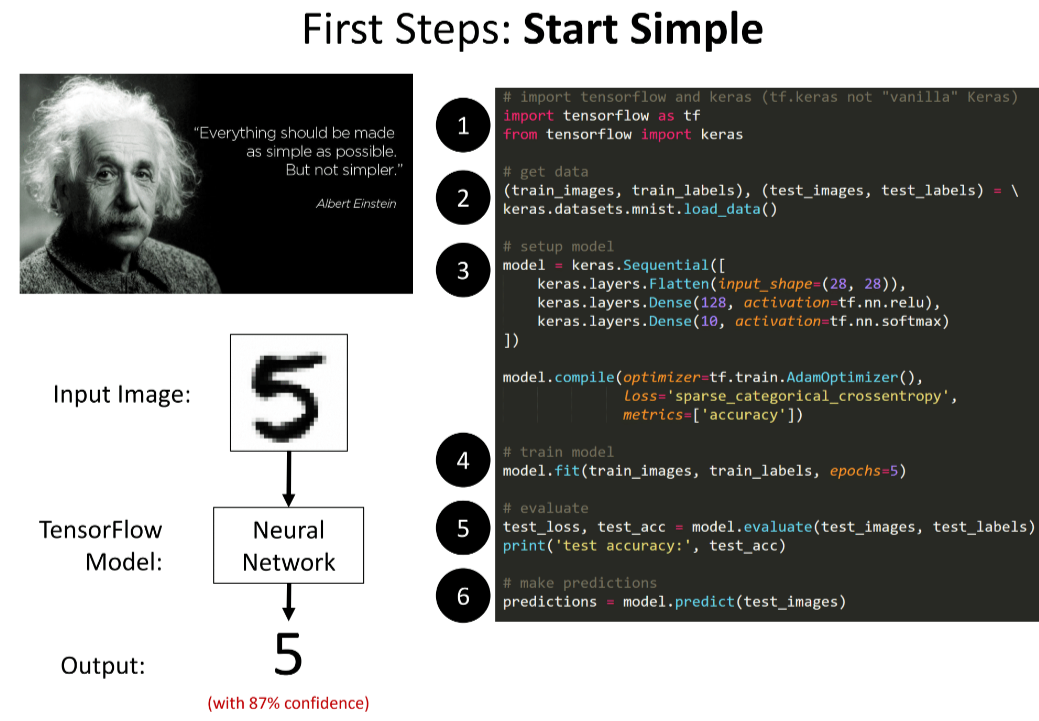 First Steps: Start Simple
“Everything should be made
as simple as possible.
But not simpler.”
Albert Einstein
Input Image:
5
TensorFlow
Model:
Neural
Network
Output:
5
(with 87% confidence)
1
# import tensorflow and keras (tf.keras not "vanilla" Keras)
import tensorflow as tf
from tensorflow import keras
2
# get data
(train_images, train_labels), (test_images, test_labels) = \
keras.datasets.mnist.load_data()
3
# setup model
model = keras.Sequential([
    keras.layers.Flatten(input_shape=(28, 28)),
    keras.layers.Dense(128, activation=tf.nn.relu),
    keras.layers.Dense(10, activation=tf.nn.softmax)
])
model.compile(optimizer=tf.train.AdamOptimizer(),
              loss='sparse_categorical_crossentropy',
              metrics=['accuracy'])
4
# train model
model.fit(train_images, train_labels, epochs=5)
5
# evaluate
test_loss, test_acc = model.evaluate(test_images, test_labels)
print('test accuracy:', test_acc)
6
# make predictions
predictions = model.predict(test_images)